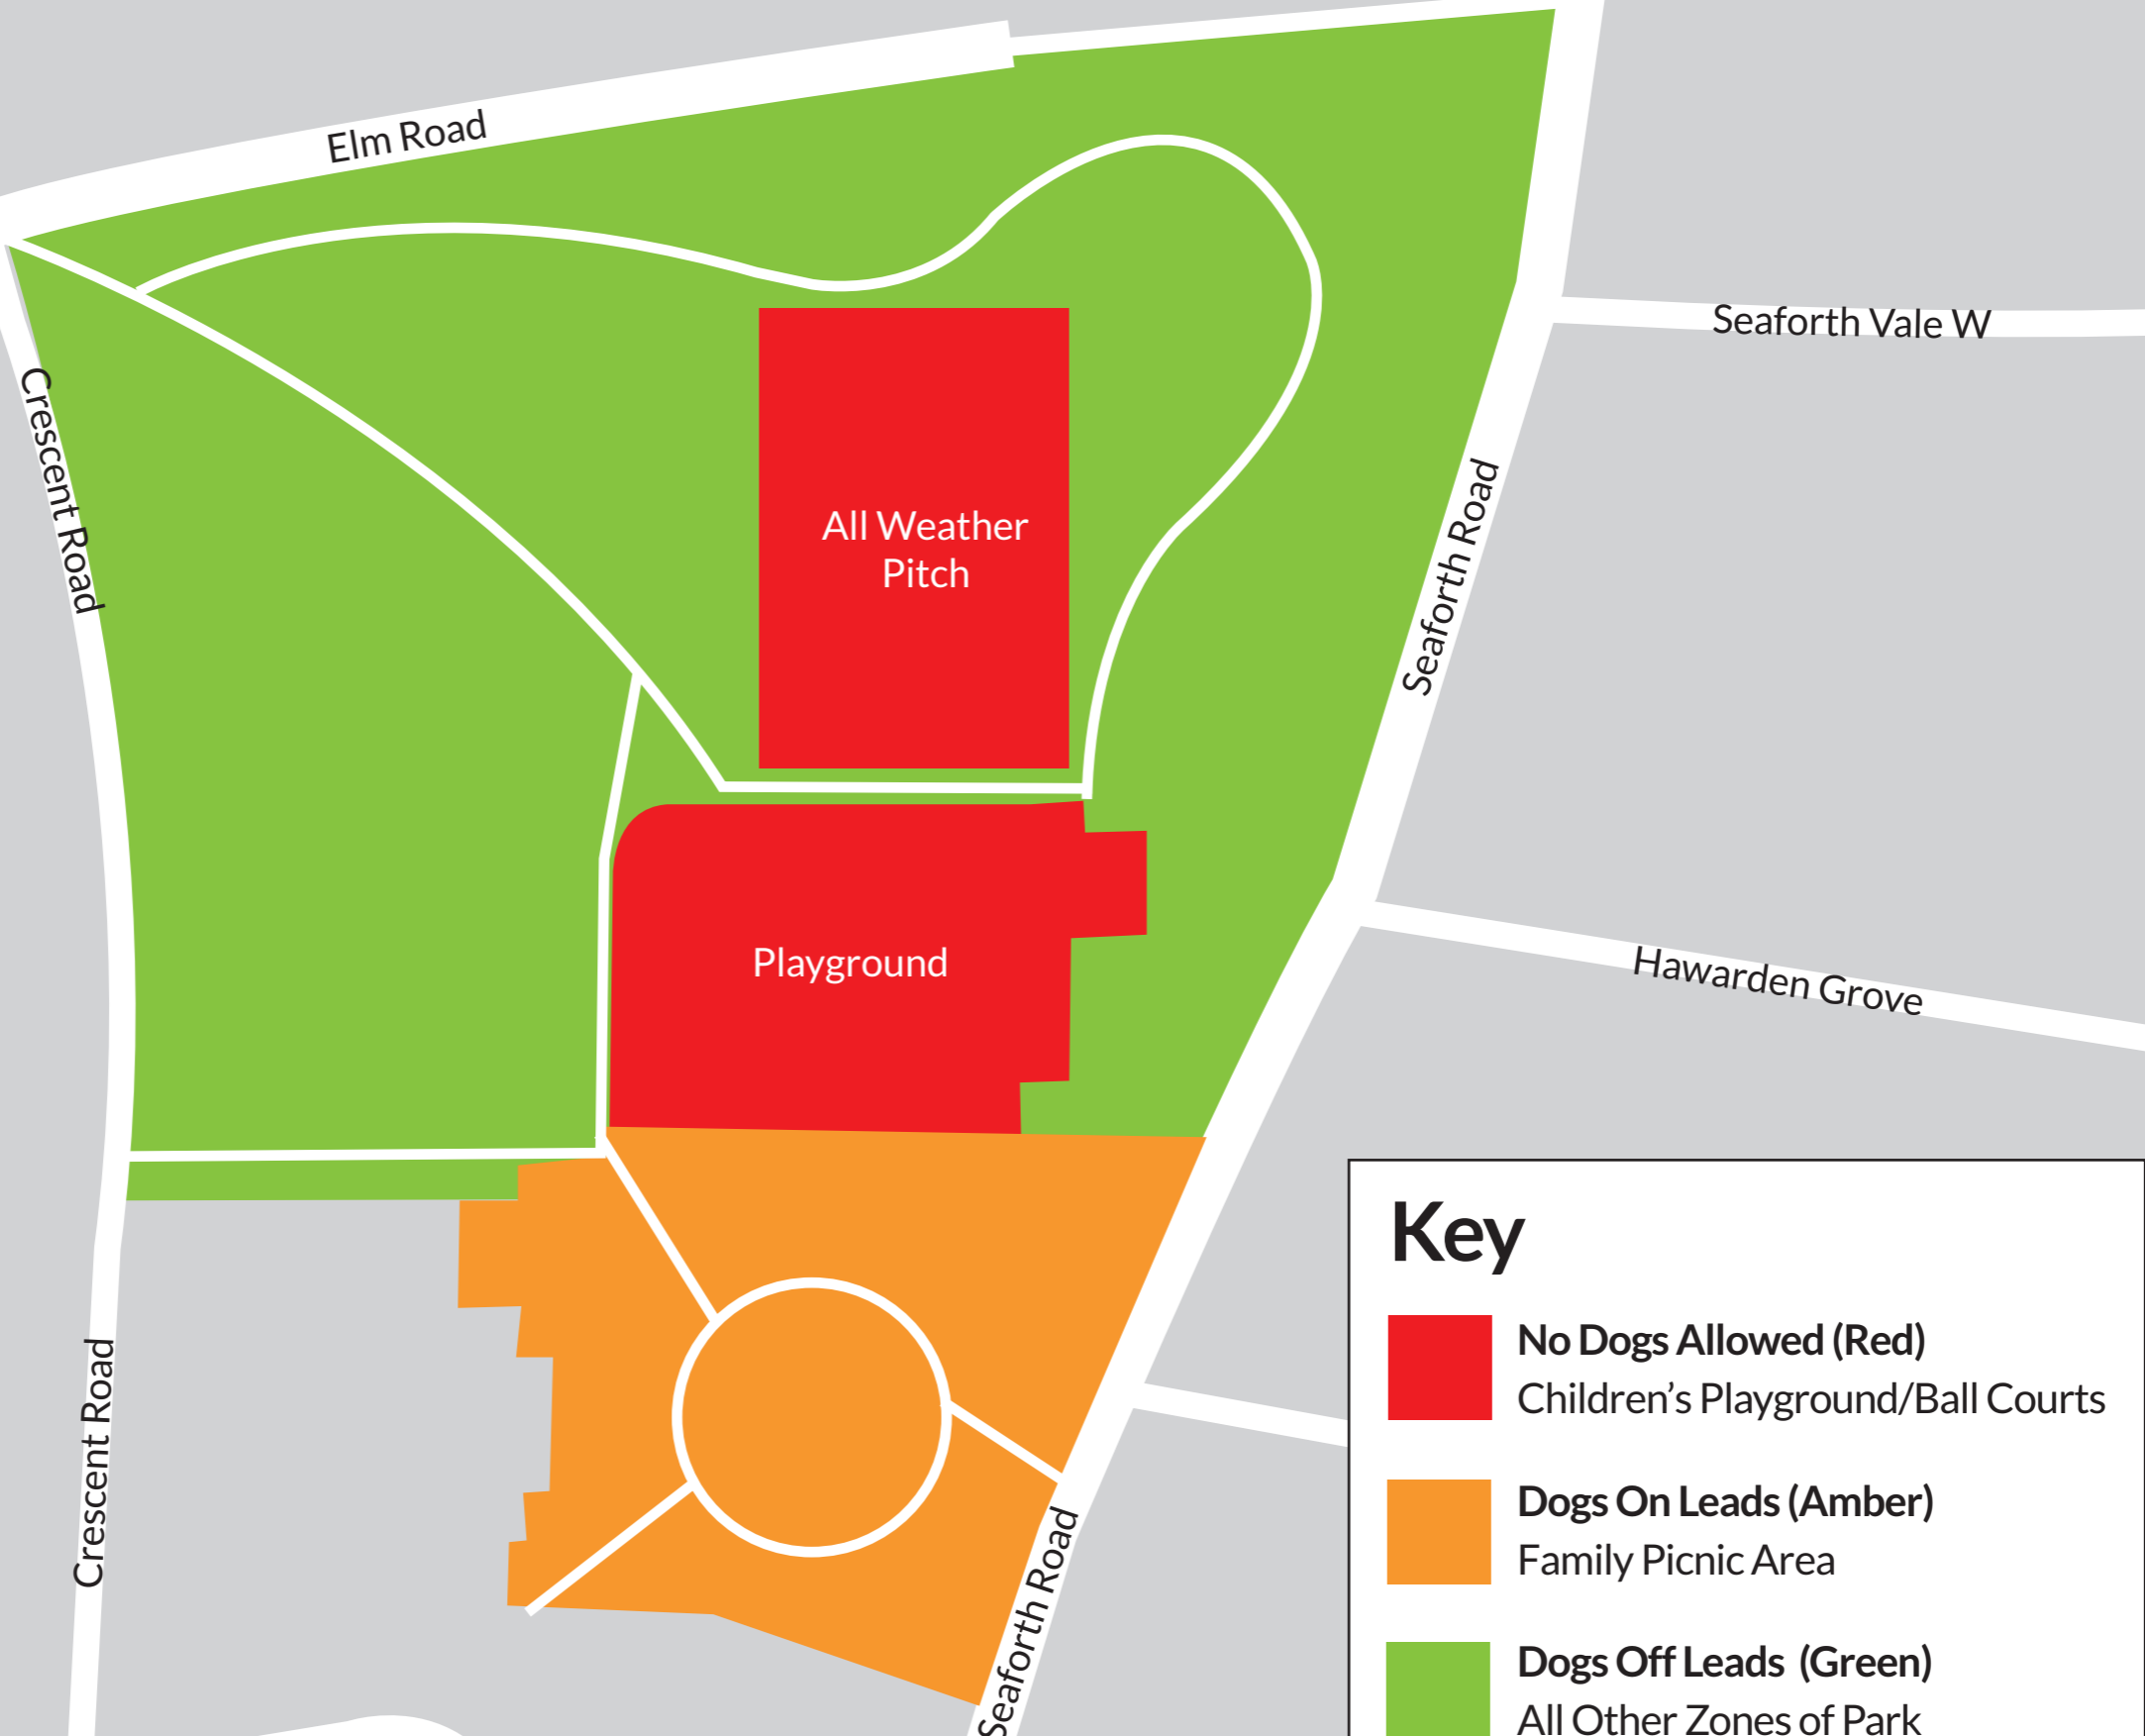 Elm Road
Seaforth Vale W
Crescent Road
All Weather
Pitch
Seaforth Road
Playground
Hawarden Grove
Key
No Dogs Allowed (Red)
Children’s Playground/Ball Courts
Crescent Road
Dogs On Leads (Amber)
Family Picnic Area
Seaforth Road
Dogs Off Leads (Green)
All Other Zones of Park